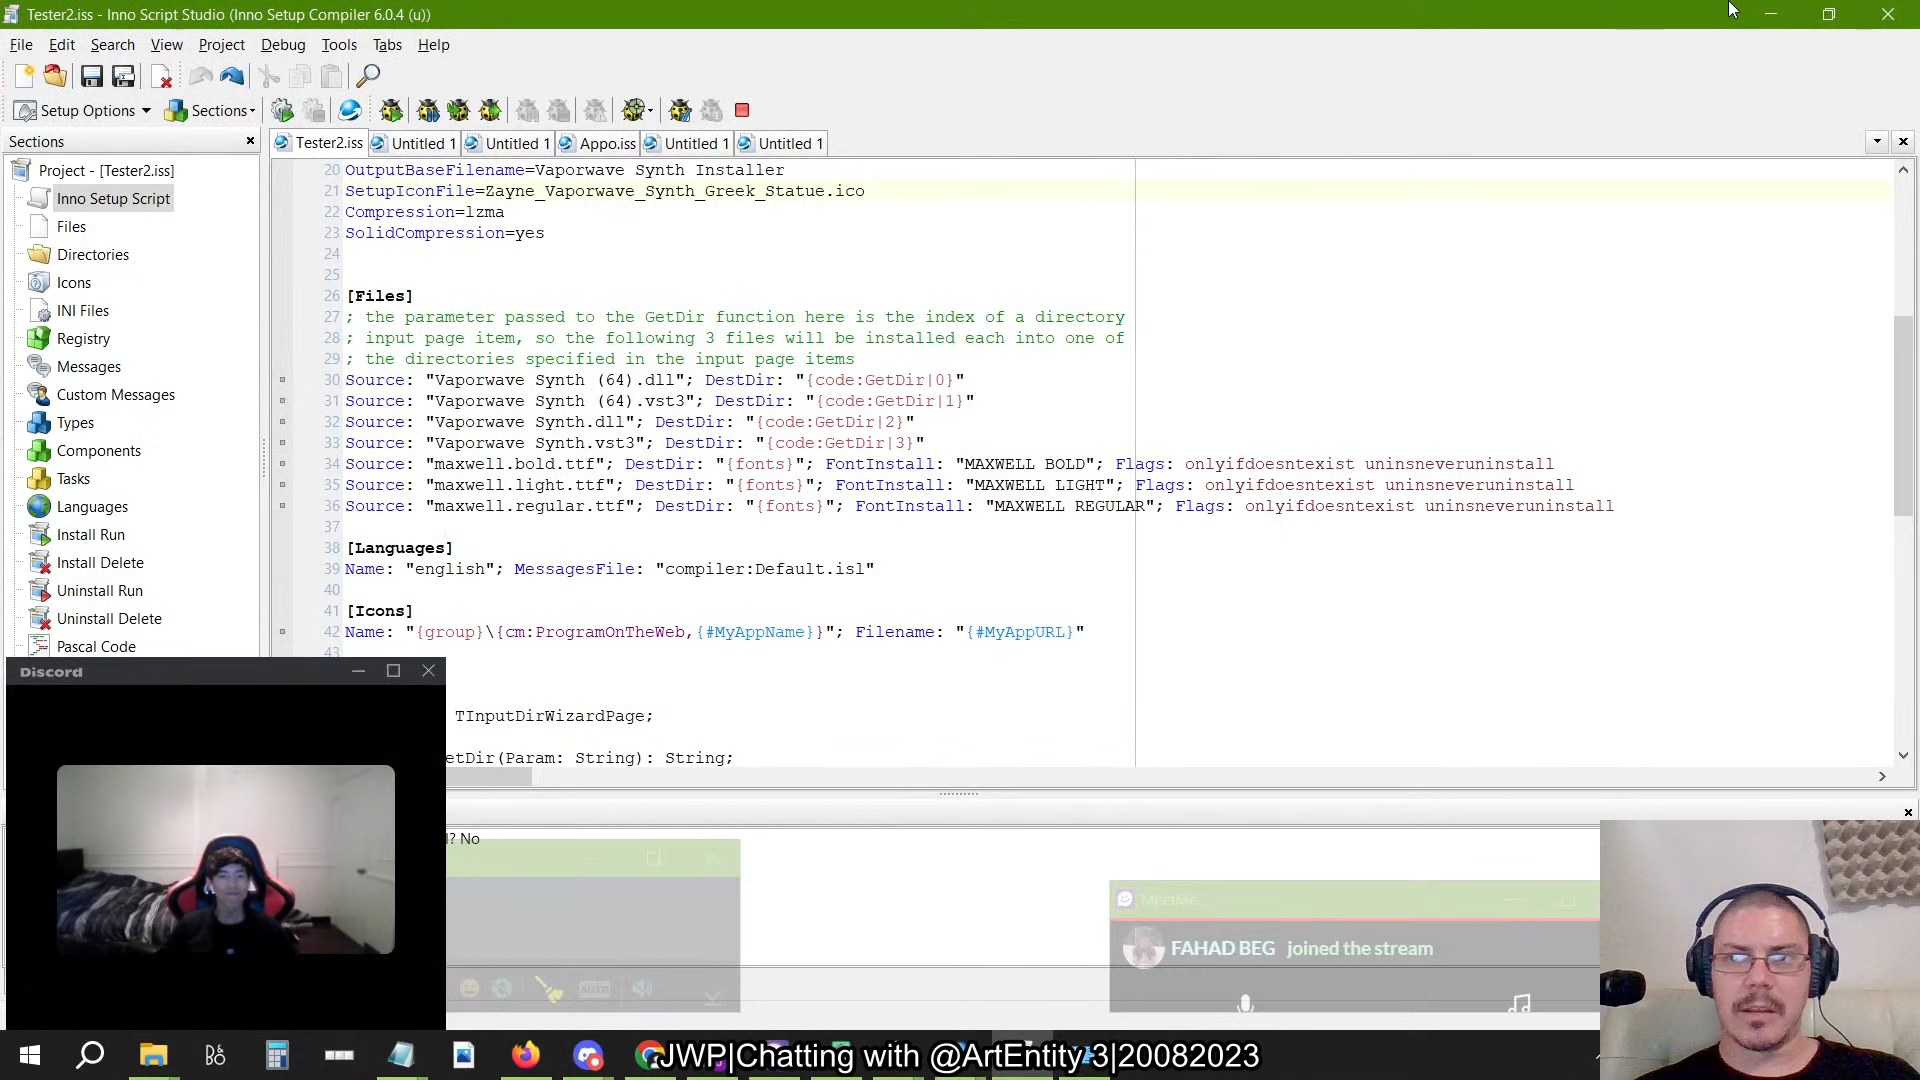 Tester2.iss - Inno Script Studio (Inno Setup Compiler 6.0.4 (u))
File Edit Search View Project Debug Tools Tabs Help
Setup Options Sections
Sections
Tester2.iss Untitled 1 Untitled 1 Appo.iss Untitled 1 Untitled 1
Project - [Tester2.iss]
Inno Setup Script
Files
Directories
Icons
INI Files
Registry
Messages
Custom Messages
Types
Components
Tasks
Languages
Install Run
Install Delete
Uninstall Run
Uninstall Delete
Pascal Code
20 OutputBaseFilename=Vaporwave Synth Installer
21 SetupIconFile=Zayne_Vaporwave_Synth_Greek_Statue.ico
22 Compression=lzma
23 SolidCompression=yes
24
25
26 [Files]
27 ; the parameter passed to the GetDir function here is the index of a directory
28 ; input page item, so the following 3 files will be installed each into one of
29 ; the directories specified in the input page items
30 Source: "Vaporwave Synth (64).dll"; DestDir: "{code:GetDir|0}"
31 Source: "Vaporwave Synth (64).vst3"; DestDir: "{code:GetDir|1}"
32 Source: "Vaporwave Synth.dll"; DestDir: "{code:GetDir|2}"
33 Source: "Vaporwave Synth.vst3"; DestDir: "{code:GetDir|3}"
34 Source: "maxwell.bold.ttf"; DestDir: "{fonts}"; FontInstall: "MAXWELL BOLD"; Flags: onlyifdoesntexist uninsneveruninstall
35 Source: "maxwell.light.ttf"; DestDir: "{fonts}"; FontInstall: "MAXWELL LIGHT"; Flags: onlyifdoesntexist uninsneveruninstall
36 Source: "maxwell.regular.ttf"; DestDir: "{fonts}"; FontInstall: "MAXWELL REGULAR"; Flags: onlyifdoesntexist uninsneveruninstall
37
38 [Languages]
39 Name: "english"; MessagesFile: "compiler:Default.isl"
40
41 [Icons]
42 Name: "{group}\{cm:ProgramOnTheWeb,{#MyAppName}}"; Filename: "{#MyAppURL}"
43
TInputDirWizardPage;
etDir(Param: String): String;
Discord
l? No
MeetMe
FAHAD BEG joined the stream
AUTO
JWP|Chatting with @ArtEntity 3|20082023